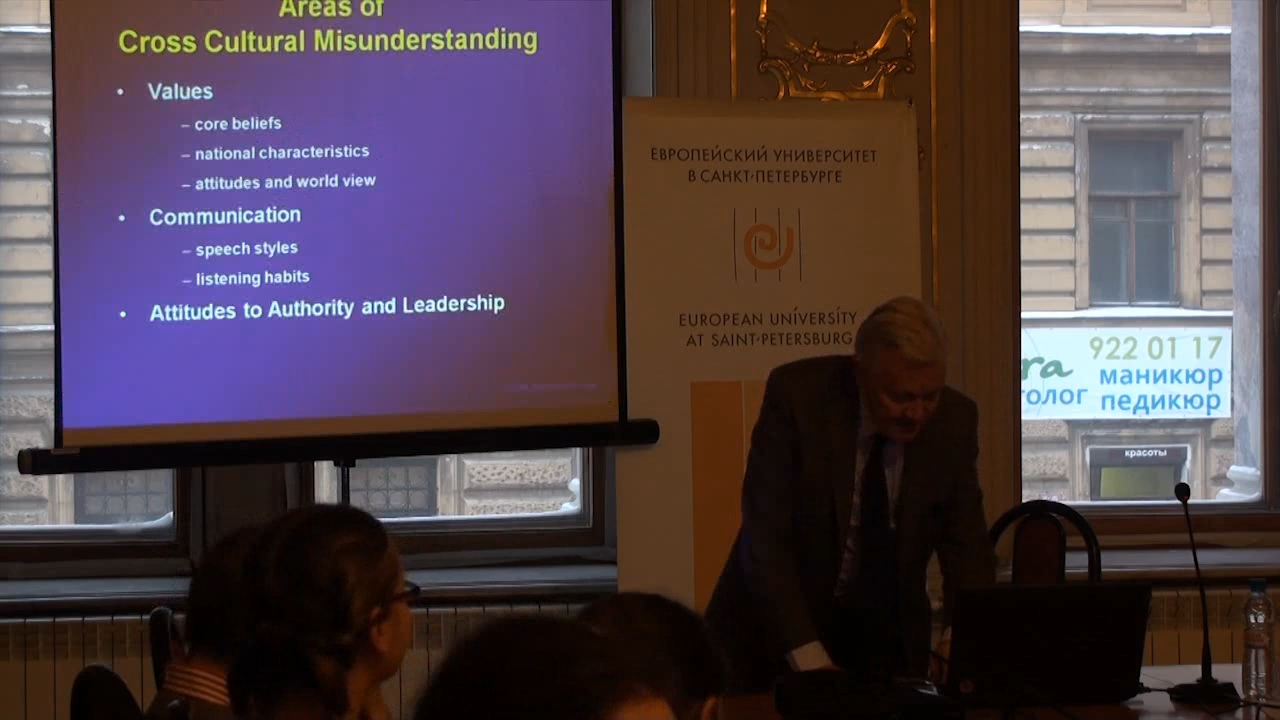 Areas of
Cross Cultural Misunderstanding
• Values
– core beliefs
– national characteristics
– attitudes and world view
• Communication
– speech styles
– listening habits
• Attitudes to Authority and Leadership
ЕВРОПЕЙСКИЙ УНИВЕРСИТЕТ
В САНКТ-ПЕТЕРБУРГЕ
EUROPEAN UNIVERSITY
AT SAINT-PETERSBURG
922 01 17
маникюр
педикюр
красоты